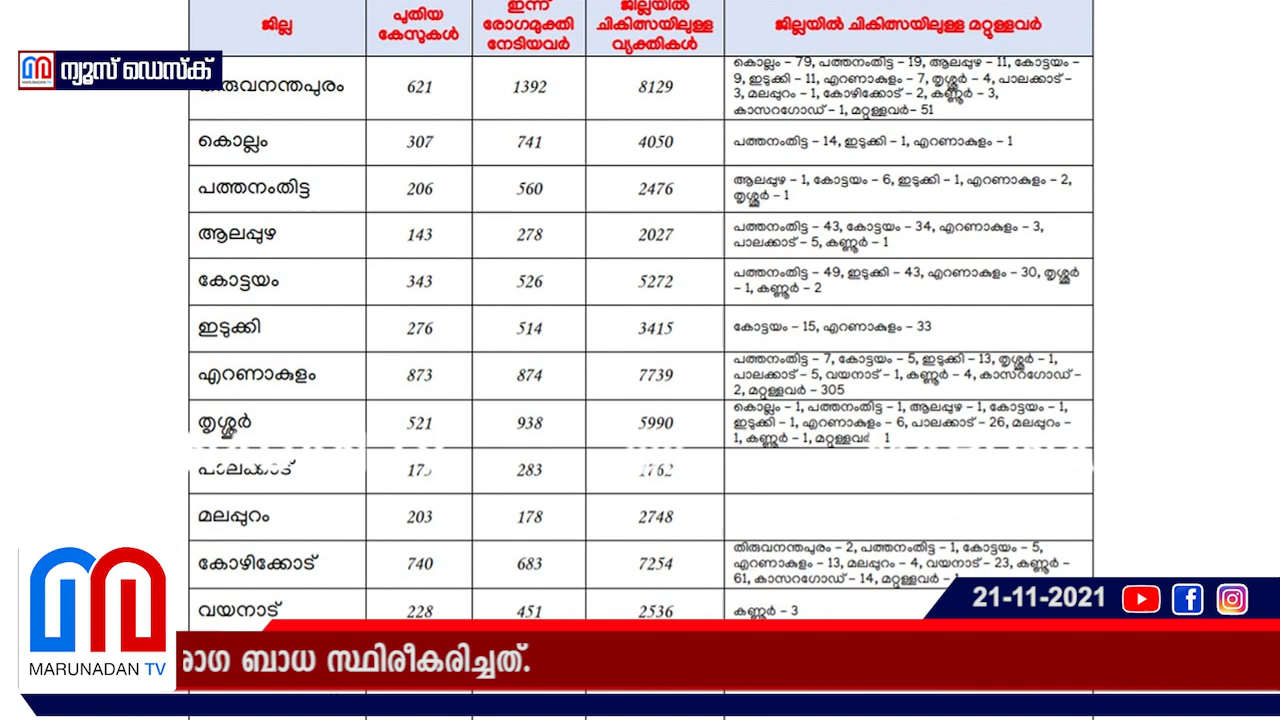 ജില്ല
പുതിയ
കേസുകൾ
ഇന്ന്
രോഗമുക്തി
നേടിയവർ
ജില്ലയിൽ
ചികിത്സയിലുള്ള
വ്യക്തികൾ
ജില്ലയിൽ ചികിത്സയിലുള്ള മറ്റുള്ളവർ
MARUNADAN TV
ന്യൂസ് ഡെസ്ക്
തിരുവനന്തപുരം 621 1392 8129
കൊല്ലം – 79, പത്തനംതിട്ട – 19, ആലപ്പുഴ – 11, കോട്ടയം –
9, ഇടുക്കി – 11, എറണാകുളം – 7, തൃശ്ശൂർ – 4, പാലക്കാട് –
3, മലപ്പുറം – 1, കോഴിക്കോട് – 2, കണ്ണൂർ – 3,
കാസറഗോഡ് – 1, മറ്റുള്ളവർ– 51
കൊല്ലം 307 741 4050 പത്തനംതിട്ട – 14, ഇടുക്കി – 1, എറണാകുളം – 1
പത്തനംതിട്ട 206 560 2476
ആലപ്പുഴ – 1, കോട്ടയം – 6, ഇടുക്കി – 1, എറണാകുളം – 2,
തൃശ്ശൂർ – 1
ആലപ്പുഴ 143 278 2027
പത്തനംതിട്ട – 43, കോട്ടയം – 34, എറണാകുളം – 3,
പാലക്കാട് – 5, കണ്ണൂർ – 1
കോട്ടയം 343 526 5272
പത്തനംതിട്ട – 49, ഇടുക്കി – 43, എറണാകുളം – 30, തൃശ്ശൂർ
– 1, കണ്ണൂർ – 2
ഇടുക്കി 276 514 3415 കോട്ടയം – 15, എറണാകുളം – 33
എറണാകുളം 873 874 7739
പത്തനംതിട്ട – 7, കോട്ടയം – 5, ഇടുക്കി – 13, തൃശ്ശൂർ – 1,
പാലക്കാട് – 5, വയനാട് – 1, കണ്ണൂർ – 4, കാസറഗോഡ് –
2, മറ്റുള്ളവർ – 305
തൃശ്ശൂർ 521 938 5990
കൊല്ലം – 1, പത്തനംതിട്ട – 1, ആലപ്പുഴ – 1, കോട്ടയം – 1,
ഇടുക്കി – 1, എറണാകുളം – 6, പാലക്കാട് – 26, മലപ്പുറം –
1, കണ്ണൂർ – 1, മറ്റുള്ളവർ 1
പാലക്കാട് 283 1762
മലപ്പുറം 203 178 2748
കോഴിക്കോട് 740 683 7254
തിരുവനന്തപുരം – 2, പത്തനംതിട്ട – 1, കോട്ടയം – 5,
എറണാകുളം – 13, മലപ്പുറം – 4, വയനാട് – 23, കണ്ണൂർ –
61, കാസറഗോഡ് – 14, മറ്റുള്ളവർ –
വയനാട് 228 451 2536 കണ്ണൂർ – 3
21-11-2021
ബാധ സ്ഥിരീകരിച്ചത്.
MARUNADAN TV